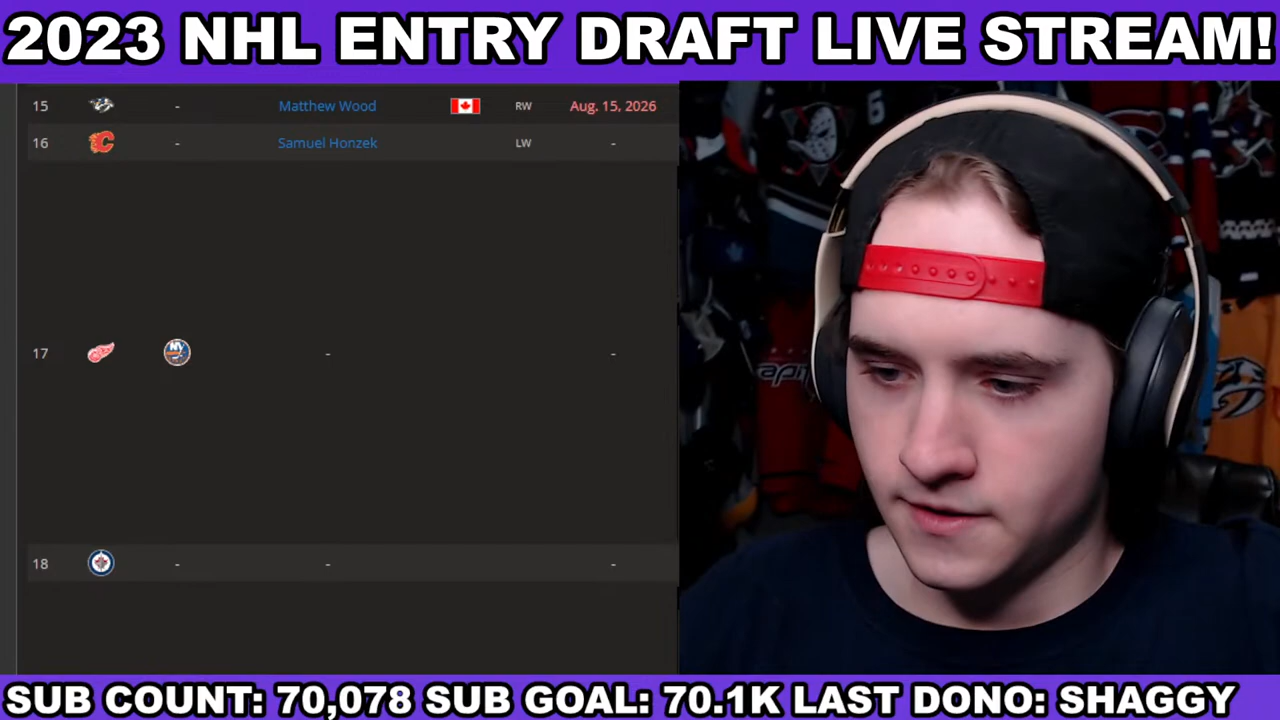 2023 NHL ENTRY DRAFT LIVE STREAM!
15 - Matthew Wood RW Aug. 15, 2026
16 - Samuel Honzek LW -
17 NY - -
18 - - -
SUB COUNT: 70,078 SUB GOAL: 70.1K LAST DONO: SHAGGY